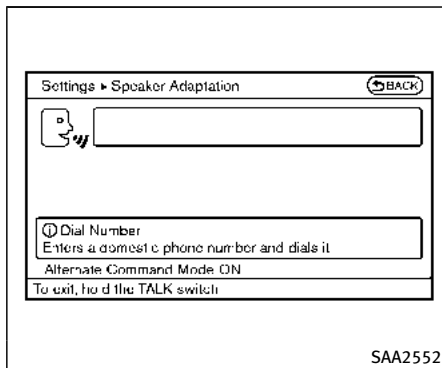 Settings ▸ Speaker Adaptation
BACK
Dial Number
Enters a domestic phone number and dials it
Alternate Command Mode ON
To exit, hold the TALK switch
SAA2552